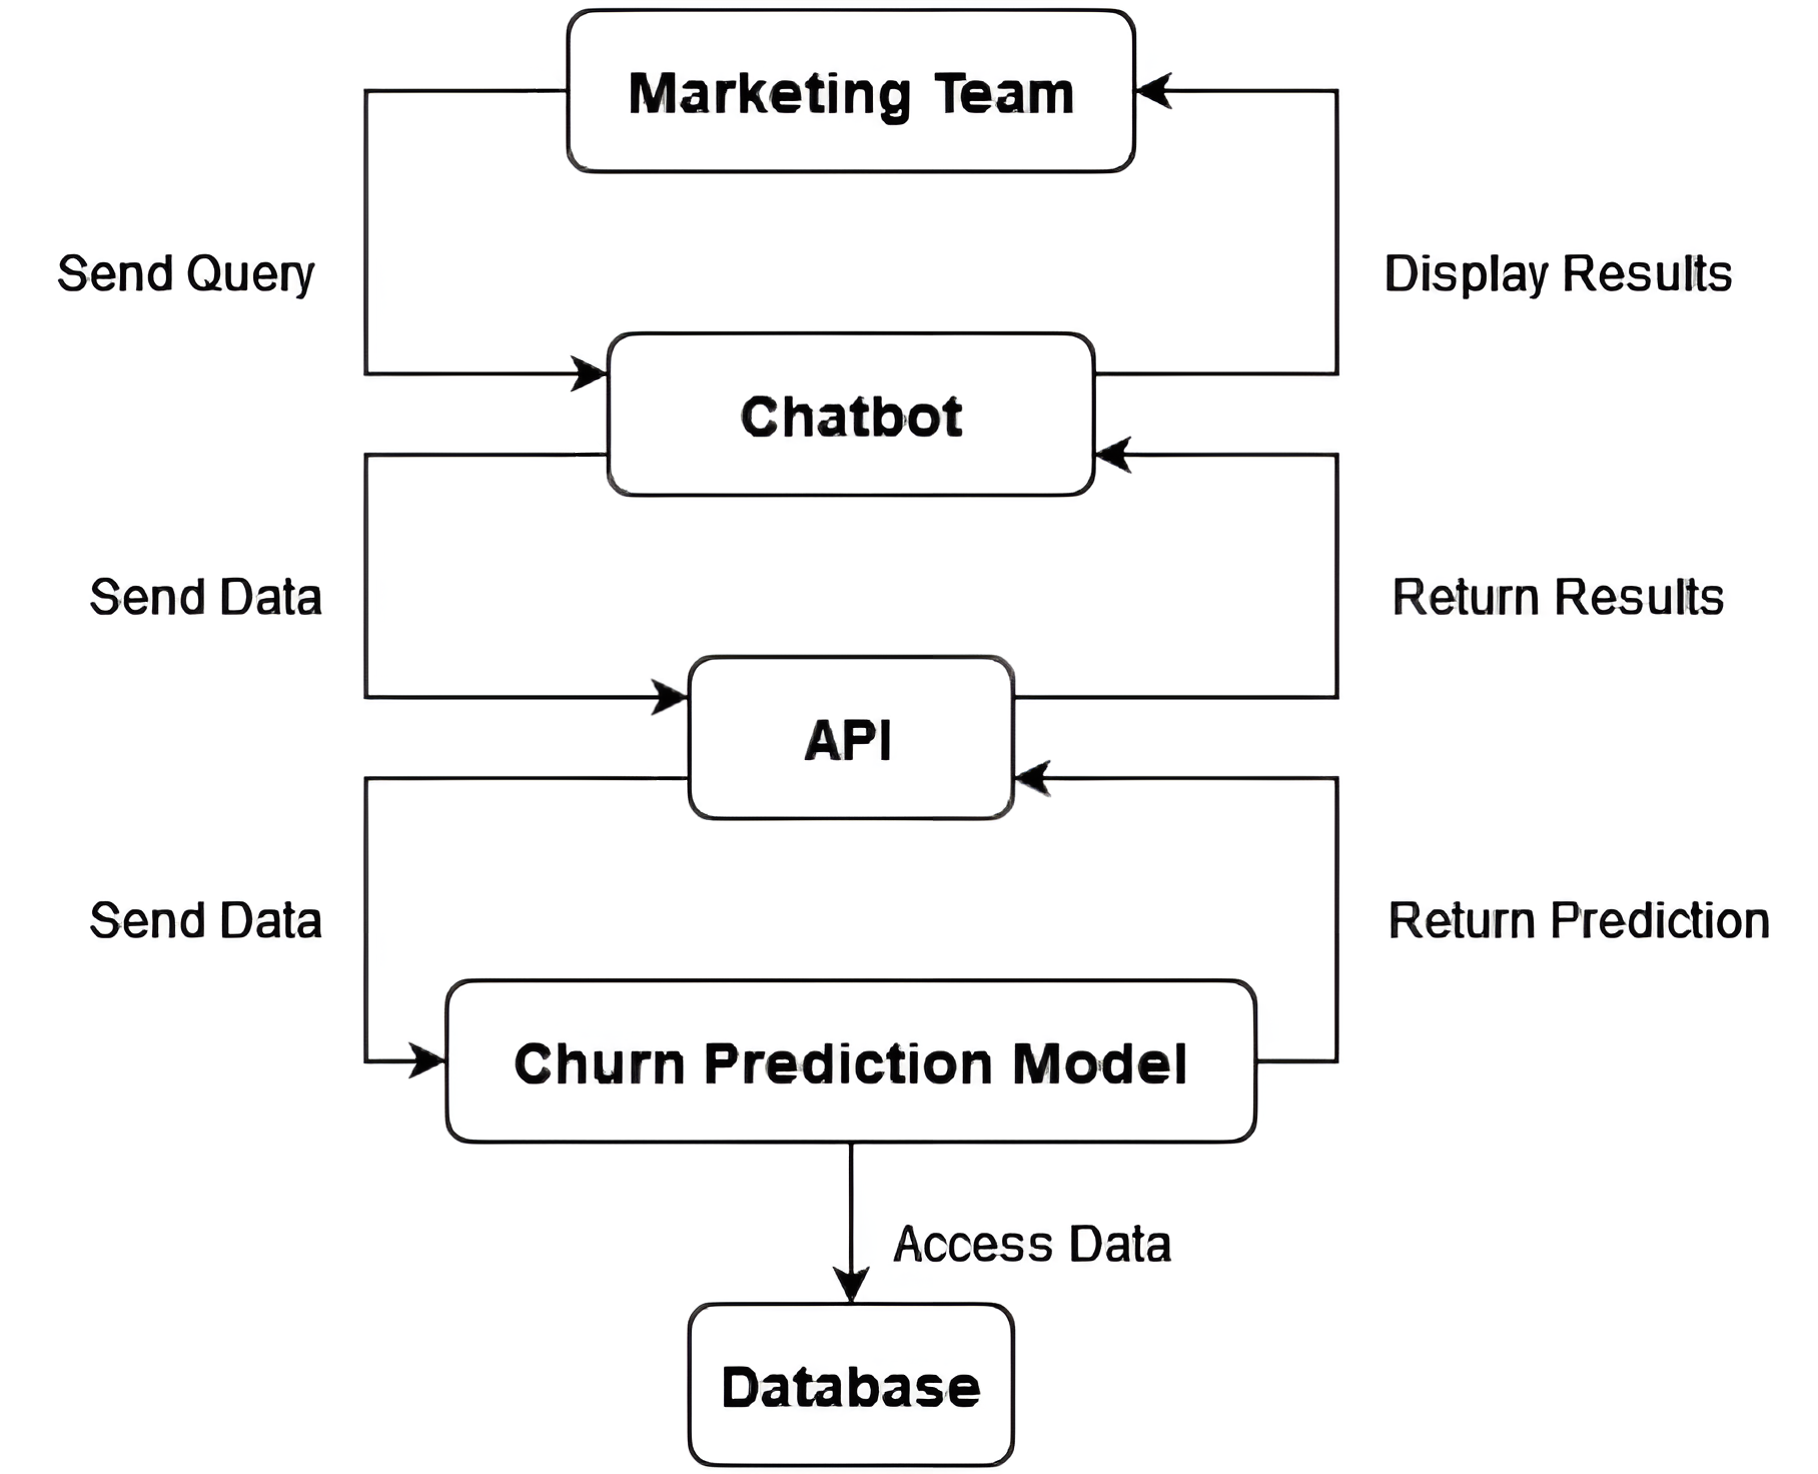 Marketing Team
Send Query
Display Results
Chatbot
Send Data
Return Results
API
Send Data
Return Prediction
Churn Prediction Model
Access Data
Database